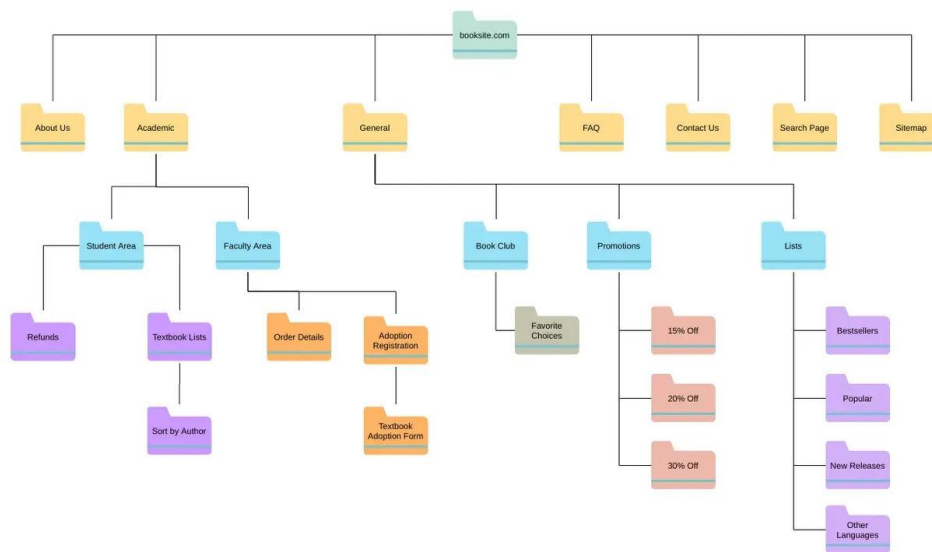 booksite.com
About Us
Academic
General
FAQ
Contact Us
Search Page
Sitemap
Student Area
Faculty Area
Book Club
Promotions
Lists
Refunds
Textbook Lists
Order Details
Adoption
Registration
Favorite
Choices
15% Off
Bestsellers
Sort by Author
Textbook
Adoption Form
20% Off
Popular
30% Off
New Releases
Other
Languages